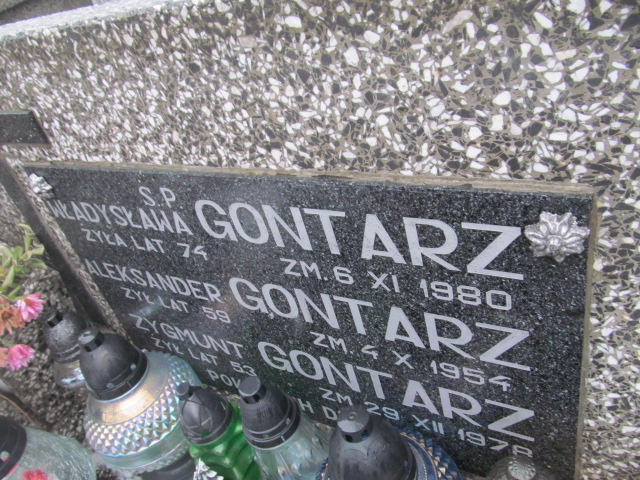 S.P.
WŁADYSŁAWA GONTARZ
ŻYŁA LAT 74 ZM. 6 XI 1980
ALEKSANDER GONTARZ
ŻYŁ LAT 59 ZM. 4 X 1954
ZYGMUNT GONTARZ
ŻYŁ LAT 53 ZM. 29 XII 1978